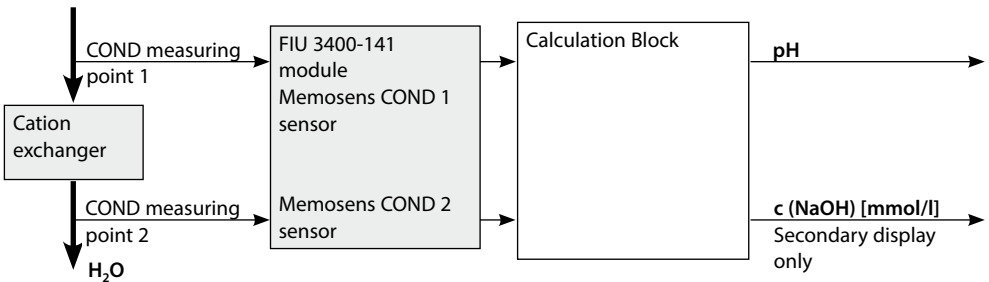 COND measuring
point 1
Cation
exchanger
COND measuring
point 2
H₂O
FIU 3400-141
module
Memosens COND 1
sensor
Memosens COND 2
sensor
Calculation Block
pH
c (NaOH) [mmol/l]
Secondary display
only